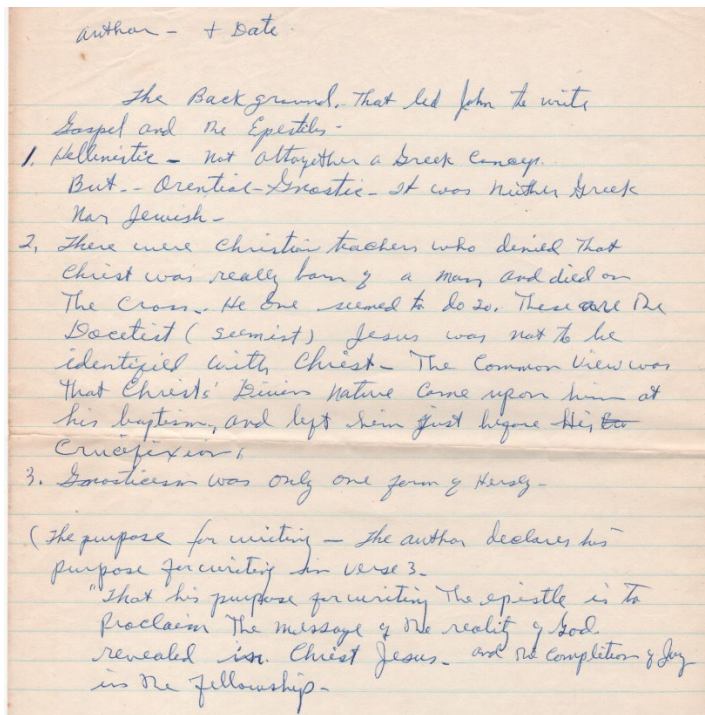 author - + Date
The Background. That led John to write
Gospel and the Epistles -
1. Hellinistic - not altogether a Greek Concep.
But -- Orential-Gnostic - It was niether Greek
Nor Jewish -
2. There were Christian teachers who denied that
Christ was really born of a man, and died on
The Cross. He one seemed to do so. These are the
Docetist (seemist) Jesus was not to be
identified with Christ - The Common View was
that Christs' Divine Nature came upon him at
his baptism, and left him just before His
Crucifixion,
3. Gnosticism was only one form of Hersy -
(The purpose for writing - The author declares his
purpose for writing in verse 3.
"That his purpose for writing the epistle is to
Proclaim The message of the reality of God
revealed in Christ Jesus - and the completion of Joy
in the fellowship -